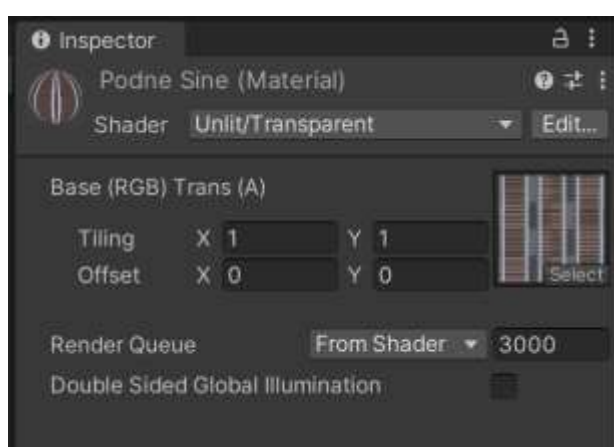 Inspector
Podne Sine (Material)
Shader Unlit/Transparent Edit...
Base (RGB) Trans (A)
Tiling X 1 Y 1
Offset X 0 Y 0 Select
Render Queue From Shader 3000
Double Sided Global Illumination